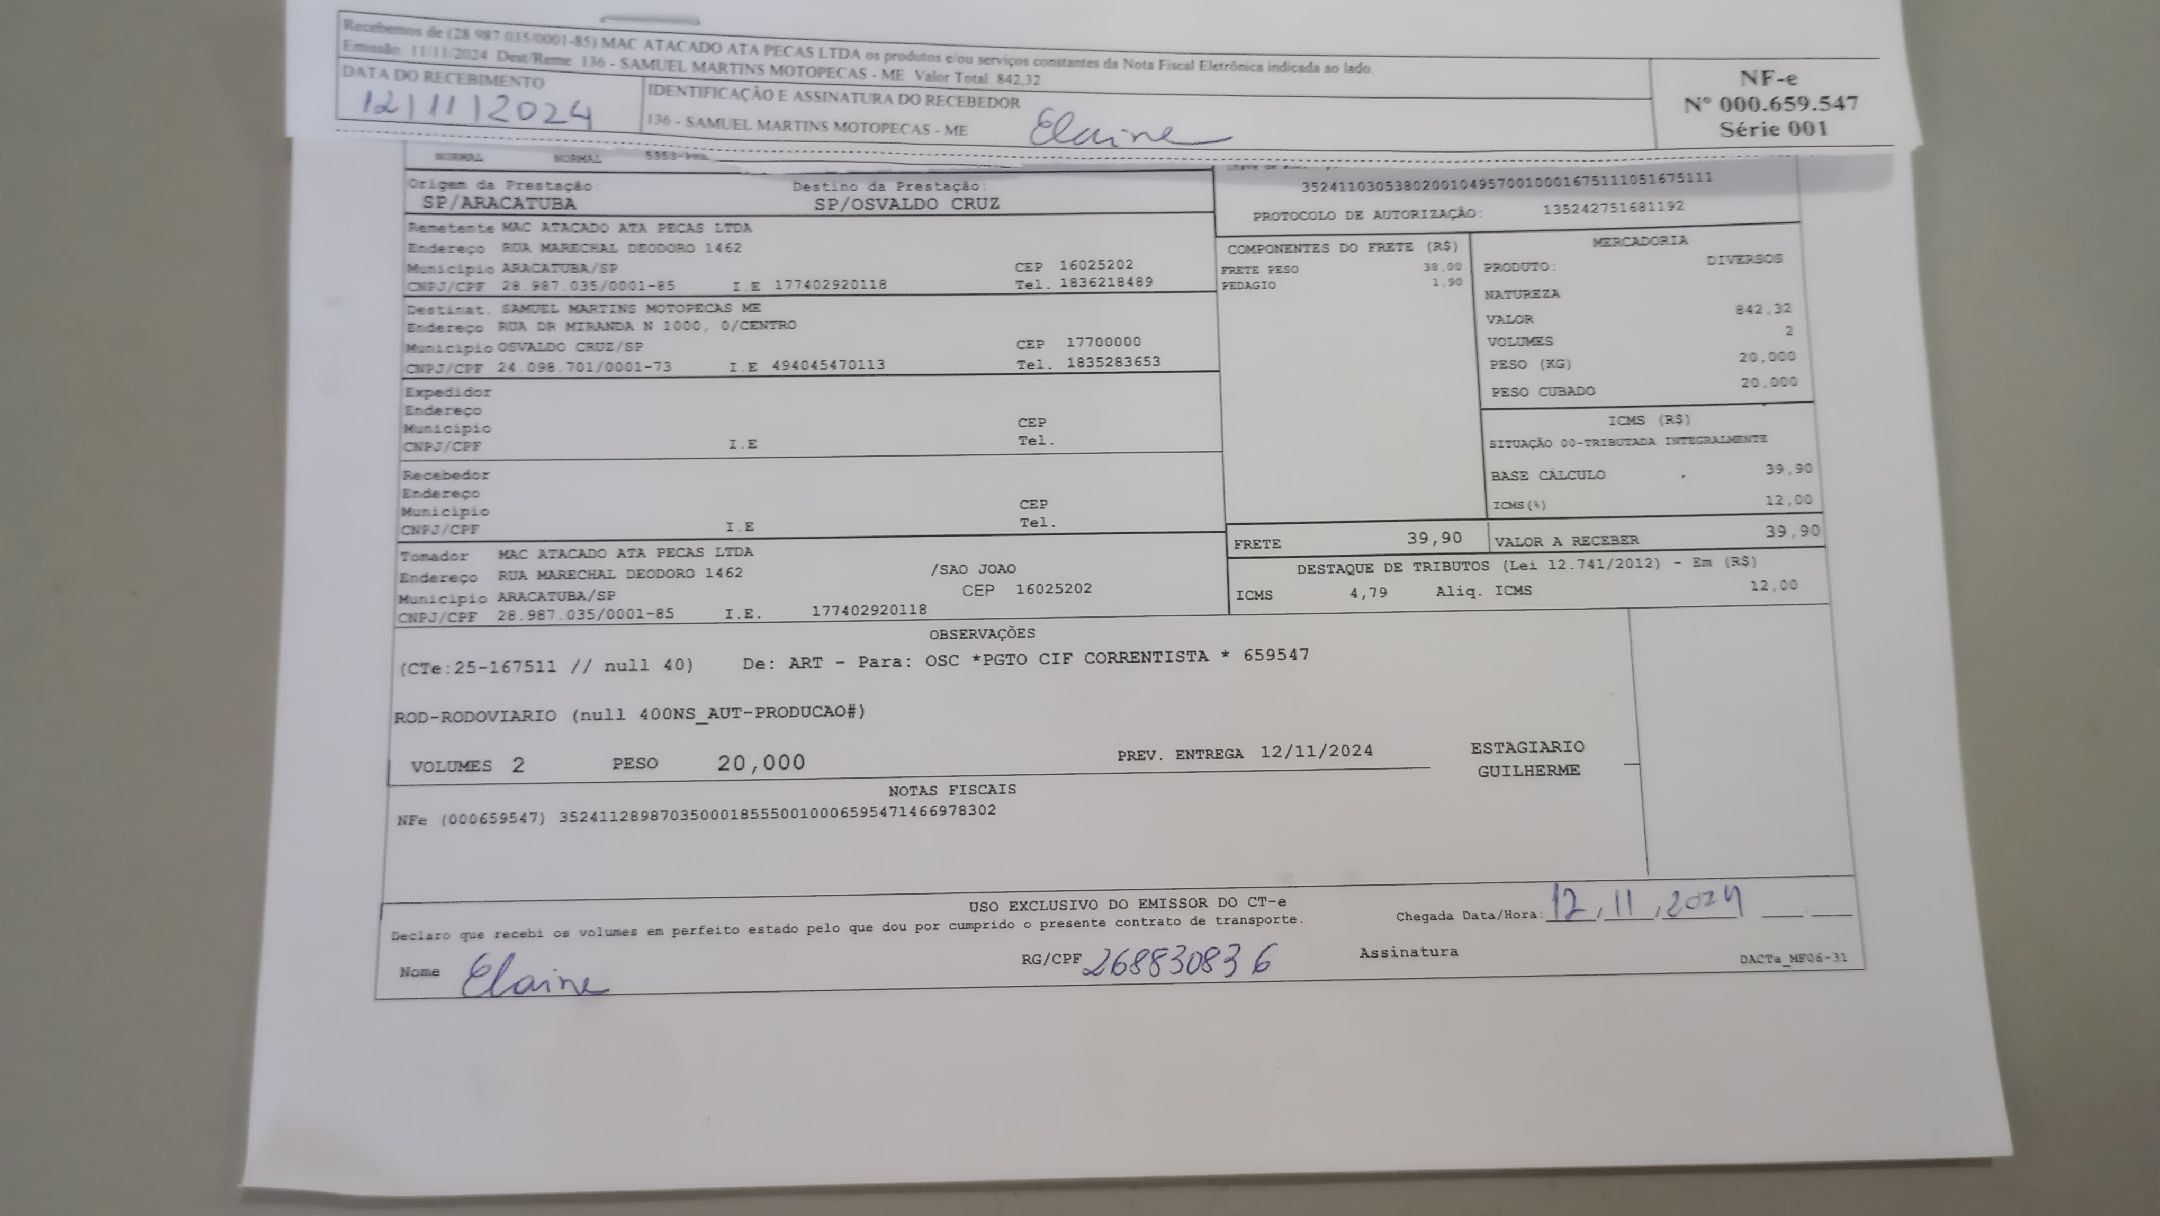 Recebemos de (28.987.035/0001-85) MAC ATACADO ATA PECAS LTDA os produtos e/ou serviços constantes da Nota Fiscal Eletrônica indicada ao lado
Emissão 11/11/2024 Dest/Reme 136 - SAMUEL MARTINS MOTOPECAS - ME Valor Total 842,32
DATA DO RECEBIMENTO
12/11/2024
IDENTIFICAÇÃO E ASSINATURA DO RECEBEDOR
136 - SAMUEL MARTINS MOTOPECAS - ME
Elaine
NF-e
Nº 000.659.547
Série 001
NORMAL NORMAL
Origem da Prestação: Destino da Prestação:
SP/ARACATUBA SP/OSVALDO CRUZ
35241103053802001049570010001675111051675111
PROTOCOLO DE AUTORIZAÇÃO: 135242751681192
Remetente MAC ATACADO ATA PECAS LTDA
Endereço RUA MARECHAL DEODORO 1462
Município ARACATUBA/SP CEP 16025202
CNPJ/CPF 28.987.035/0001-85 I.E 177402920118 Tel. 1836218489
Destinat. SAMUEL MARTINS MOTOPECAS ME
Endereço RUA DR MIRANDA N 1000, 0/CENTRO
Município OSVALDO CRUZ/SP CEP 17700000
CNPJ/CPF 24.098.701/0001-73 I.E 494045470113 Tel. 1835283653
Expedidor
Endereço
Município CEP
CNPJ/CPF I.E Tel.
Recebedor
Endereço
Município CEP
CNPJ/CPF I.E Tel.
Tomador MAC ATACADO ATA PECAS LTDA
Endereço RUA MARECHAL DEODORO 1462 /SAO JOAO
Município ARACATUBA/SP CEP 16025202
CNPJ/CPF 28.987.035/0001-85 I.E. 177402920118
COMPONENTES DO FRETE (R$)
FRETE PESO 38,00
PEDAGIO 1,90
MERCADORIA
PRODUTO: DIVERSOS
NATUREZA
VALOR 842,32
VOLUMES 2
PESO (KG) 20,000
PESO CUBADO 20,000
ICMS (R$)
SITUAÇÃO 00-TRIBUTADA INTEGRALMENTE
BASE CÁLCULO 39,90
ICMS(%) 12,00
FRETE 39,90 VALOR A RECEBER 39,90
DESTAQUE DE TRIBUTOS (Lei 12.741/2012) - Em (R$)
ICMS 4,79 Aliq. ICMS 12,00
OBSERVAÇÕES
(CTe:25-167511 // null 40) De: ART - Para: OSC *PGTO CIF CORRENTISTA * 659547
ROD-RODOVIARIO (null 400NS_AUT-PRODUCAO#)
VOLUMES 2 PESO 20,000 PREV. ENTREGA 12/11/2024
ESTAGIARIO
GUILHERME
NOTAS FISCAIS
NFe (000659547) 35241128987035000185550010006595471466978302
USO EXCLUSIVO DO EMISSOR DO CT-e
Declaro que recebi os volumes em perfeito estado pelo que dou por cumprido o presente contrato de transporte.
Chegada Data/Hora: 12/11/2024 ___:___
Nome Elaine RG/CPF 268830836 Assinatura
DACTe_MF06-31